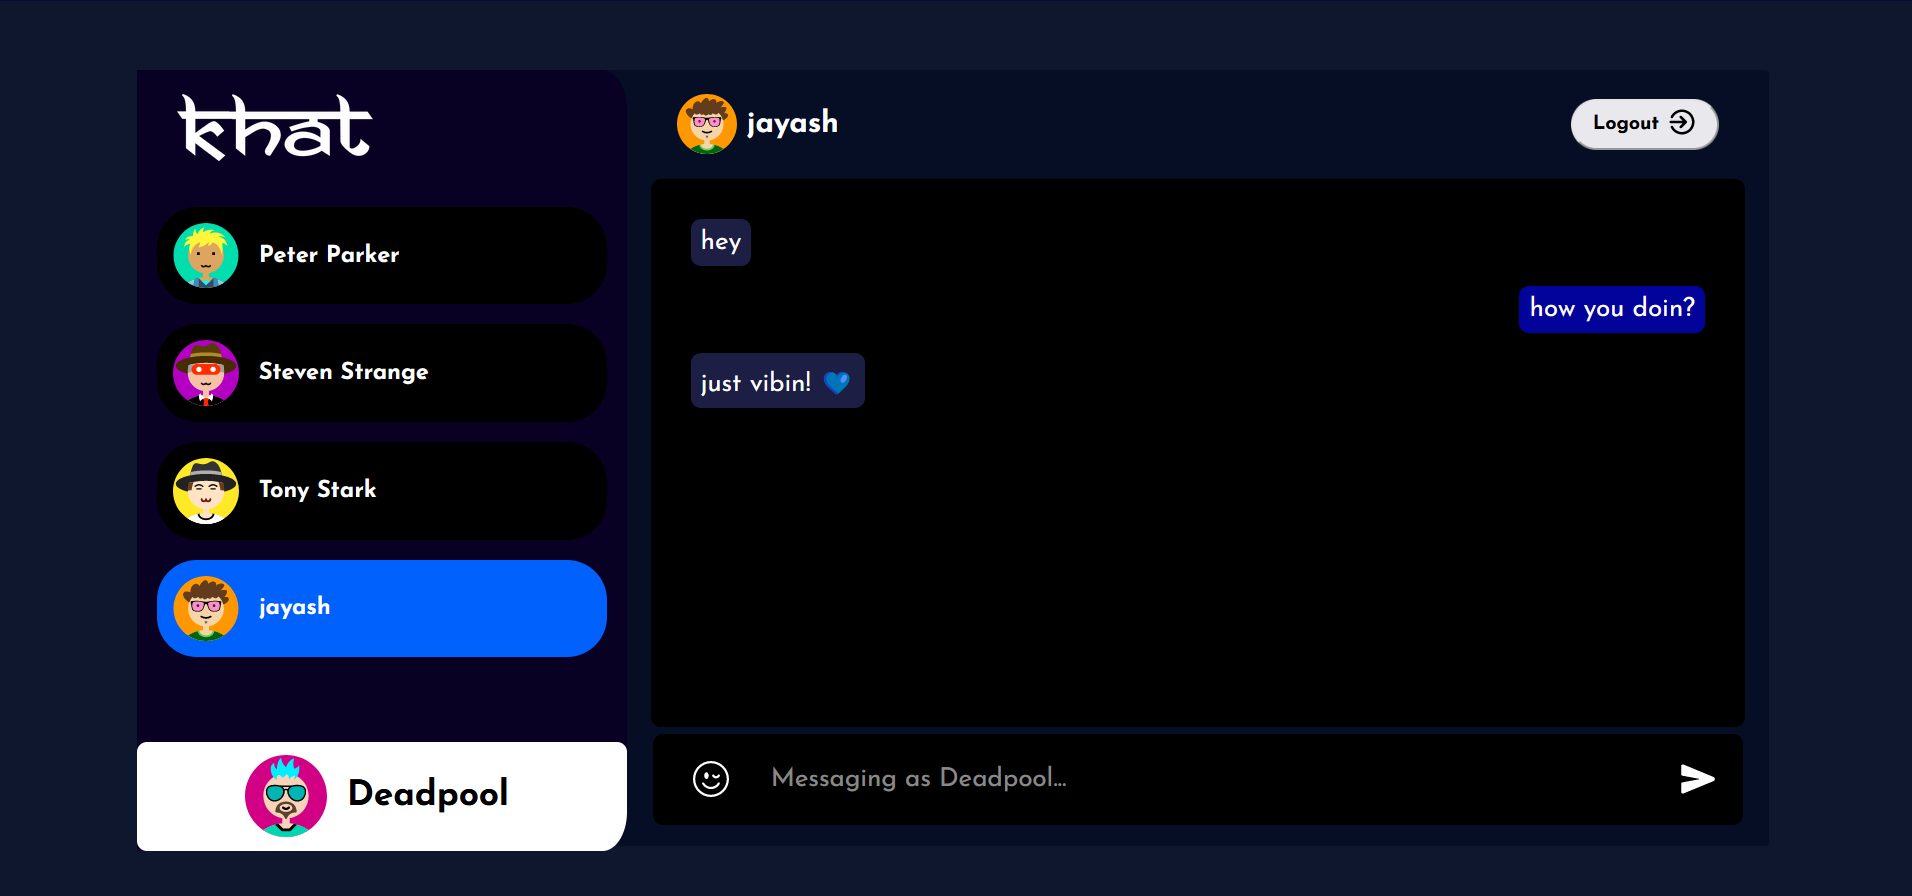 khat
Peter Parker
Steven Strange
Tony Stark
jayash
Deadpool
jayash
Logout
hey
how you doin?
just vibin! 💙
Messaging as Deadpool...